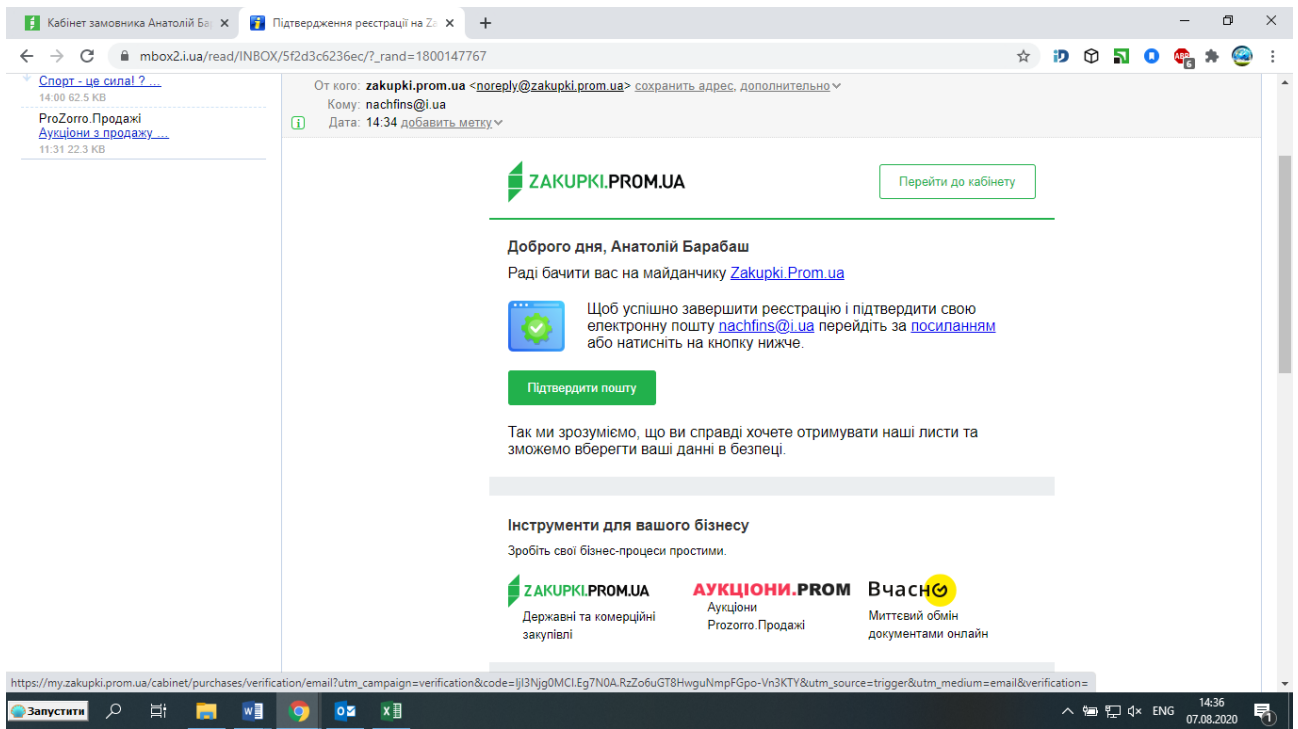 Кабінет замовника Анатолій Ба
Підтвердження реєстрації на Za
mbox2.i.ua/read/INBOX/5f2d3c6236ec/?_rand=1800147767
ABP
6
Спорт - це сила! ? ...
14:00 62.5 KB
ProZorro.Продажі
Аукціони з продажу ...
11:31 22.3 KB
От кого: zakupki.prom.ua <noreply@zakupki.prom.ua> сохранить адрес, дополнительно
Кому: nachfins@i.ua
Дата: 14:34 добавить метку
ZAKUPKI.PROM.UA
Перейти до кабінету
Доброго дня, Анатолій Барабаш
Раді бачити вас на майданчику Zakupki.Prom.ua
Щоб успішно завершити реєстрацію і підтвердити свою
електронну пошту nachfins@i.ua перейдіть за посиланням
або натисніть на кнопку нижче.
Підтвердити пошту
Так ми зрозуміємо, що ви справді хочете отримувати наші листи та
зможемо вберегти ваші данні в безпеці.
Інструменти для вашого бізнесу
Зробіть свої бізнес-процеси простими.
ZAKUPKI.PROM.UA
Державні та комерційні
закупівлі
АУКЦІОНИ.PROM
Аукціони
Prozorro.Продажі
Вчасно
Миттєвий обмін
документами онлайн
https://my.zakupki.prom.ua/cabinet/purchases/verification/email?utm_campaign=verification&code=IjI3Njg0MCI.Eg7N0A.RzZo6uGT8HwguNmpFGpo-Vn3KTY&utm_source=trigger&utm_medium=email&verification=
Запустити
ENG
14:36
07.08.2020
1